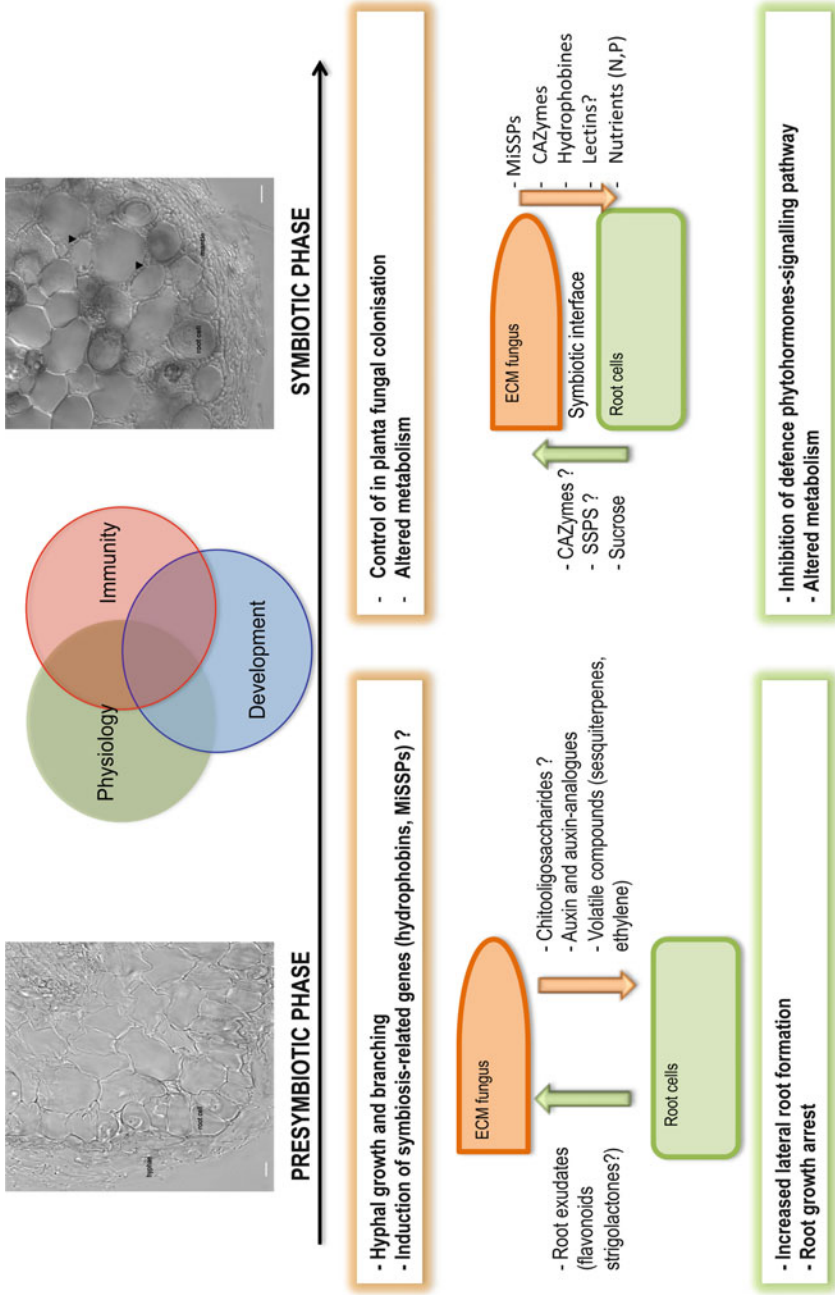 hyphae
root cell
PRESYMBIOTIC PHASE
Physiology
Immunity
Development
root cell
mantle
SYMBIOTIC PHASE
- Hyphal growth and branching
- Induction of symbiosis-related genes (hydrophobins, MiSSPs) ?
ECM fungus
- Root exudates
(flavonoids
strigolactones?)
- Chitooligosaccharides ?
- Auxin and auxin-analogues
- Volatile compounds (sesquiterpenes,
ethylene)
Root cells
- Increased lateral root formation
- Root growth arrest
- Control of in planta fungal colonisation
- Altered metabolism
ECM fungus
Symbiotic interface
Root cells
- CAZymes ?
- SSPS ?
- Sucrose
- MiSSPs
- CAZymes
- Hydrophobines
- Lectins?
- Nutrients (N,P)
- Inhibition of defence phytohormones-signalling pathway
- Altered metabolism